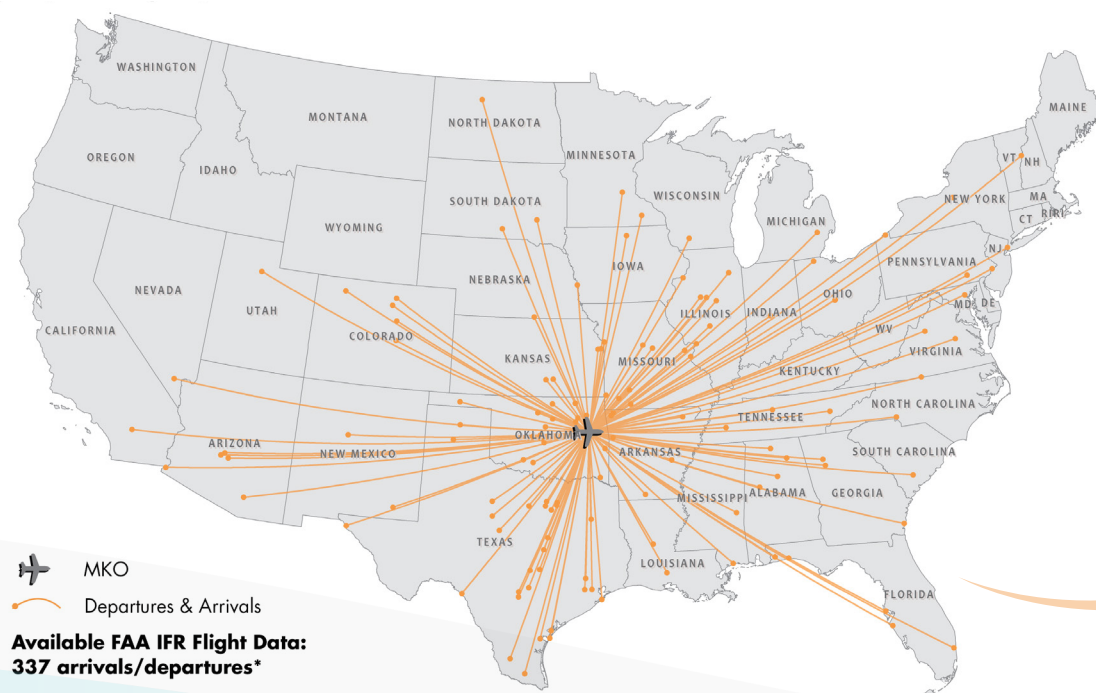 WASHINGTON
MONTANA
NORTH DAKOTA
MINNESOTA
MAINE
OREGON
IDAHO
SOUTH DAKOTA
WISCONSIN
MICHIGAN
VT
NH
NEW YORK
MA
CT
RI
RI
WYOMING
NEBRASKA
IOWA
PENNSYLVANIA
NJ
NEVADA
UTAH
COLORADO
ILLINOIS
INDIANA
OHIO
MD
DE
CALIFORNIA
KANSAS
MISSOURI
WV
VIRGINIA
KENTUCKY
ARIZONA
NEW MEXICO
OKLAHOMA
ARKANSAS
TENNESSEE
NORTH CAROLINA
SOUTH CAROLINA
MISSISSIPPI
ALABAMA
GEORGIA
TEXAS
LOUISIANA
FLORIDA
MKO
Departures & Arrivals
Available FAA IFR Flight Data:
337 arrivals/departures*